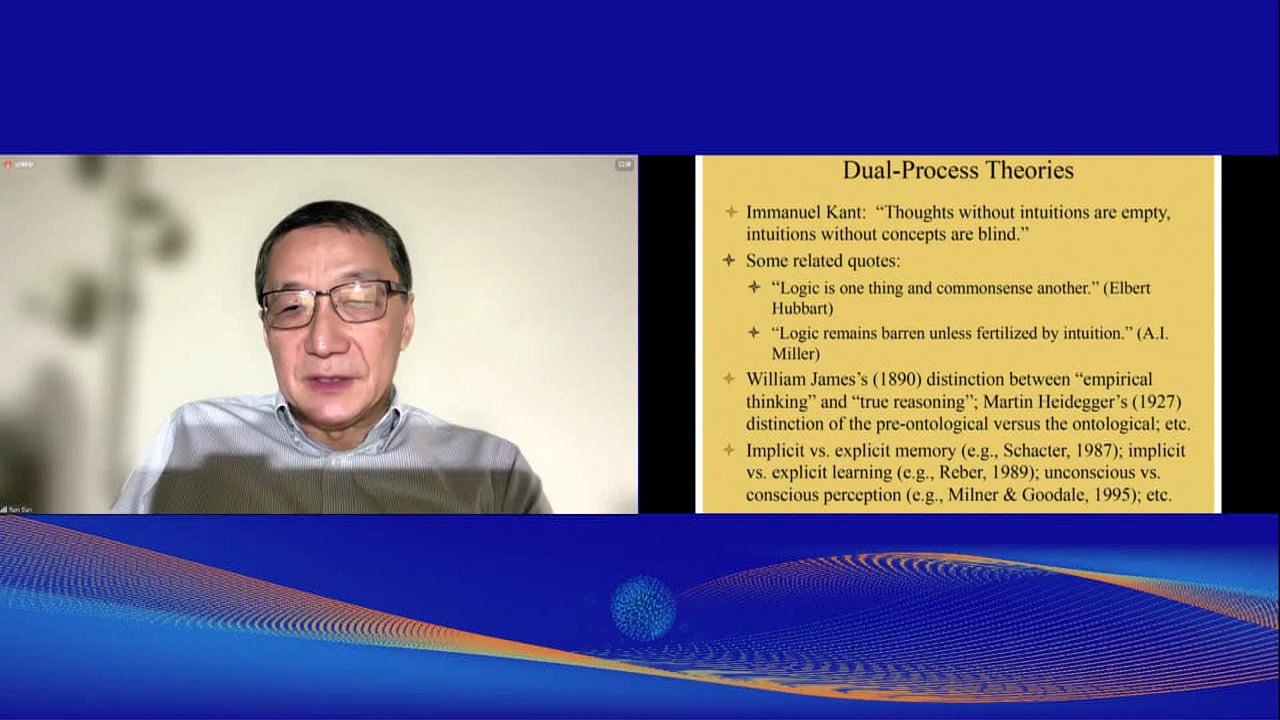 Ron Sun
Dual-Process Theories
Immanuel Kant: “Thoughts without intuitions are empty,
intuitions without concepts are blind.”
Some related quotes:
“Logic is one thing and commonsense another.” (Elbert
Hubbart)
“Logic remains barren unless fertilized by intuition.” (A.I.
Miller)
William James’s (1890) distinction between “empirical
thinking” and “true reasoning”; Martin Heidegger’s (1927)
distinction of the pre-ontological versus the ontological; etc.
Implicit vs. explicit memory (e.g., Schacter, 1987); implicit
vs. explicit learning (e.g., Reber, 1989); unconscious vs.
conscious perception (e.g., Milner & Goodale, 1995); etc.